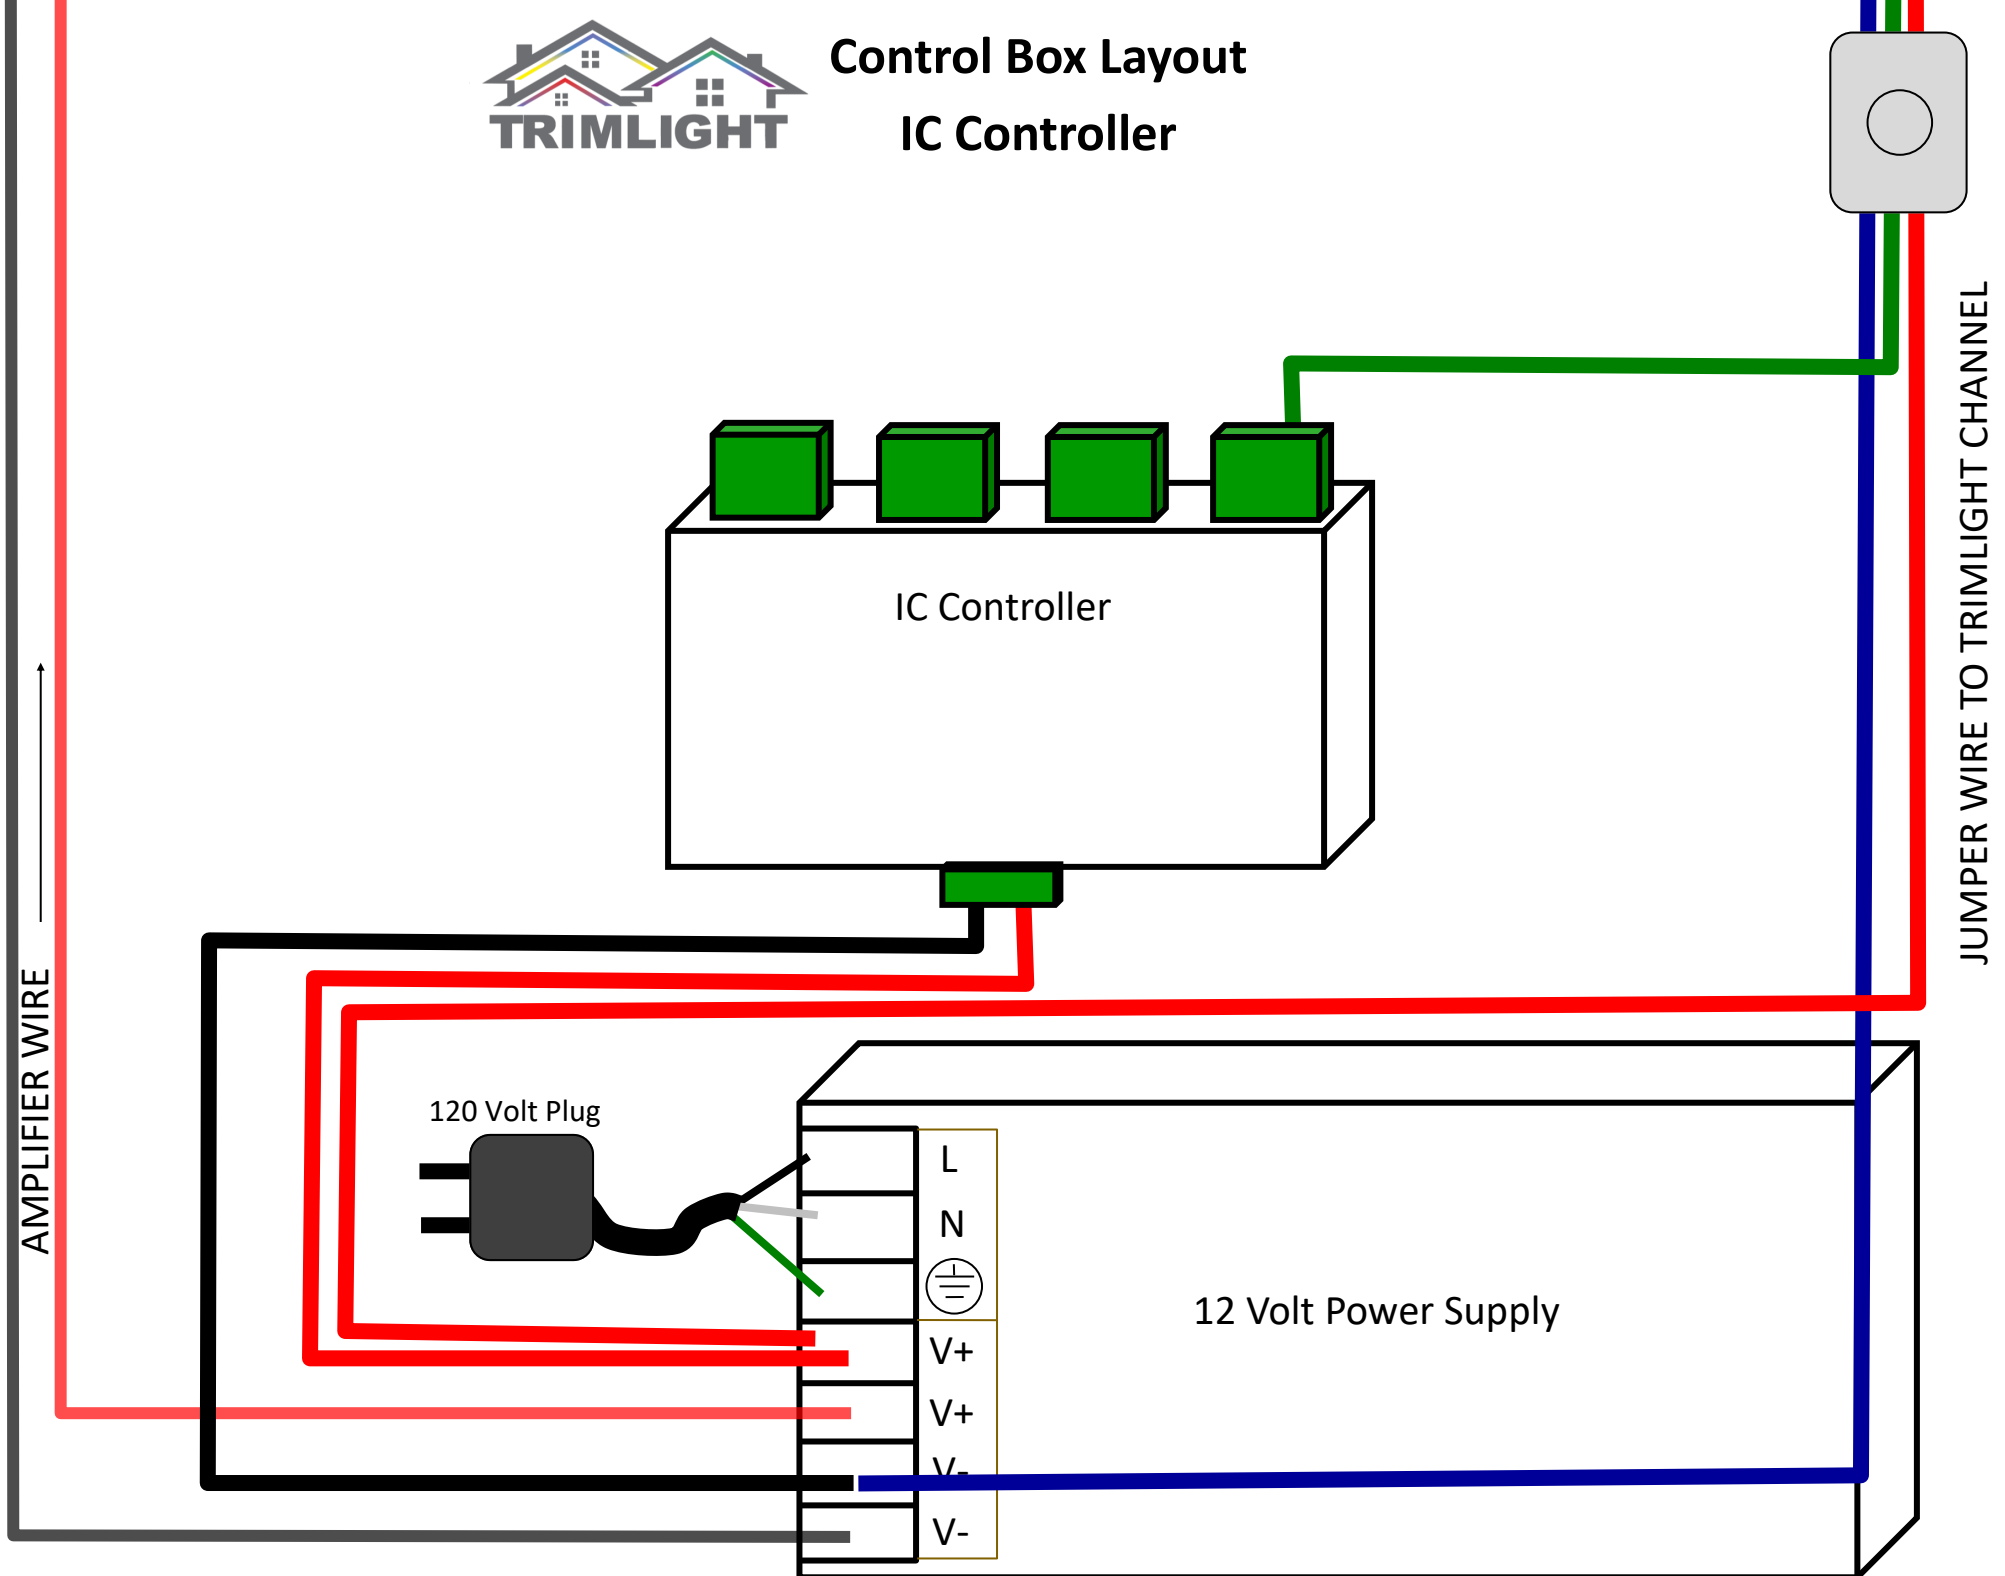 TRIMLIGHT
Control Box Layout
IC Controller
JUMPER WIRE TO TRIMLIGHT CHANNEL
IC Controller
AMPLIFIER WIRE
120 Volt Plug
L
N
V+
V+
V-
V-
12 Volt Power Supply